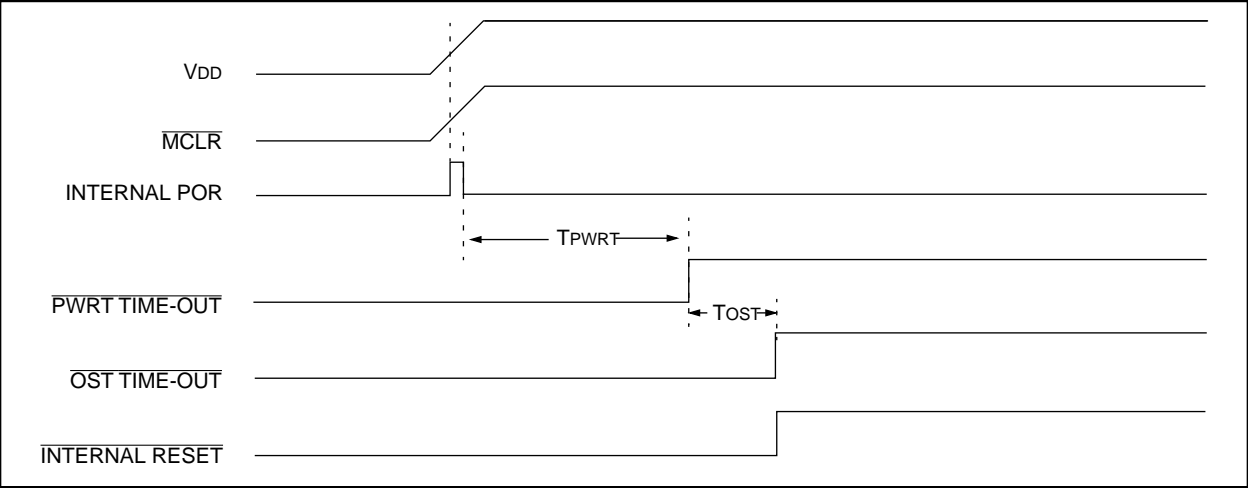 VDD
MCLR
INTERNAL POR
TPWRT
PWRT TIME-OUT
TOST
OST TIME-OUT
INTERNAL RESET